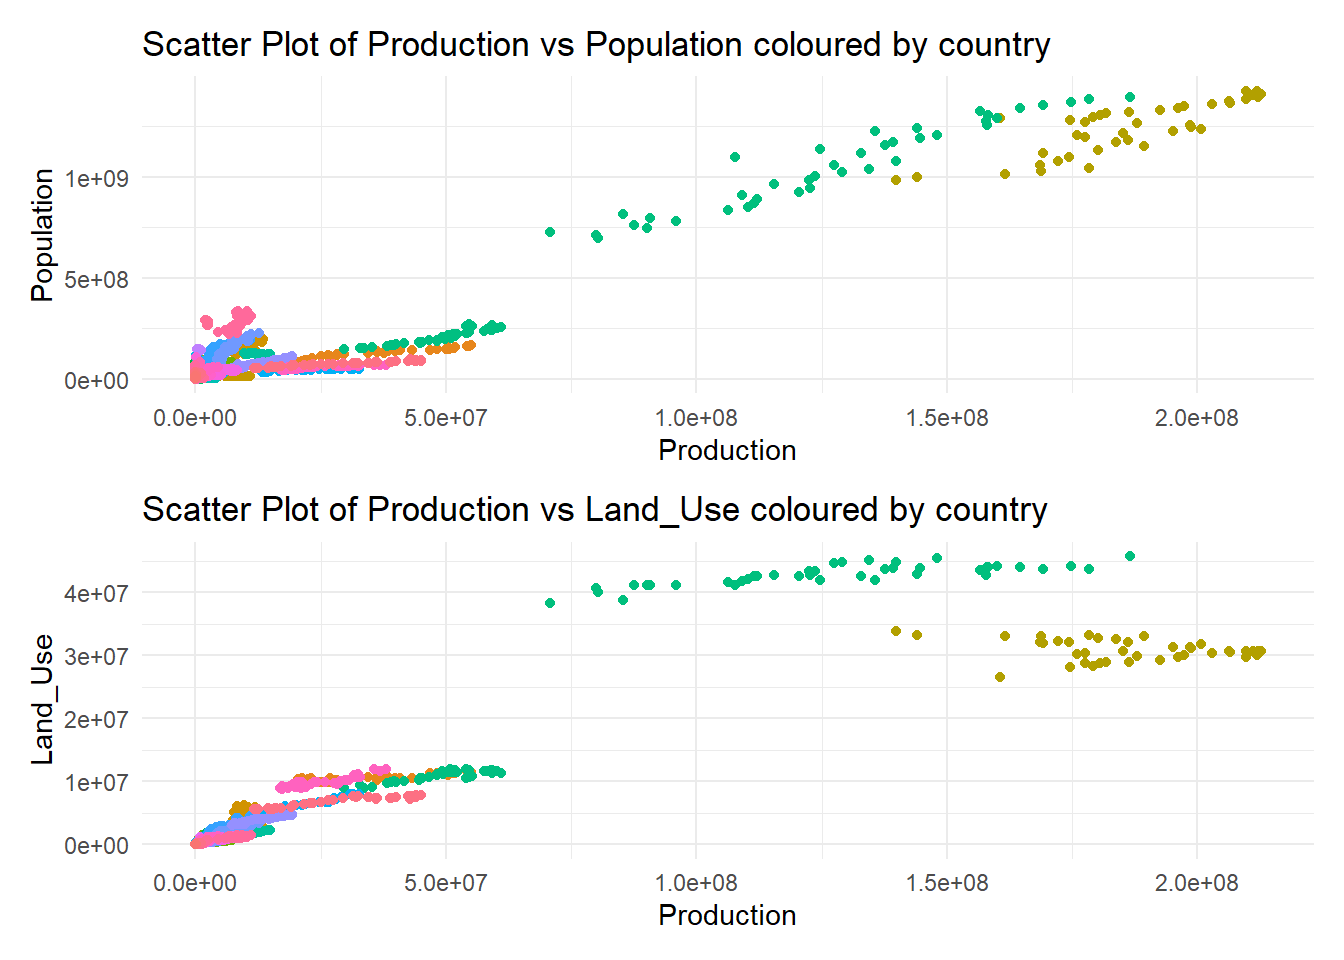 Scatter Plot of Production vs Population coloured by country
Population
1e+09
5e+08
0e+00
0.0e+00 5.0e+07 1.0e+08 1.5e+08 2.0e+08
Production
Scatter Plot of Production vs Land_Use coloured by country
Land_Use
4e+07
3e+07
2e+07
1e+07
0e+00
0.0e+00 5.0e+07 1.0e+08 1.5e+08 2.0e+08
Production